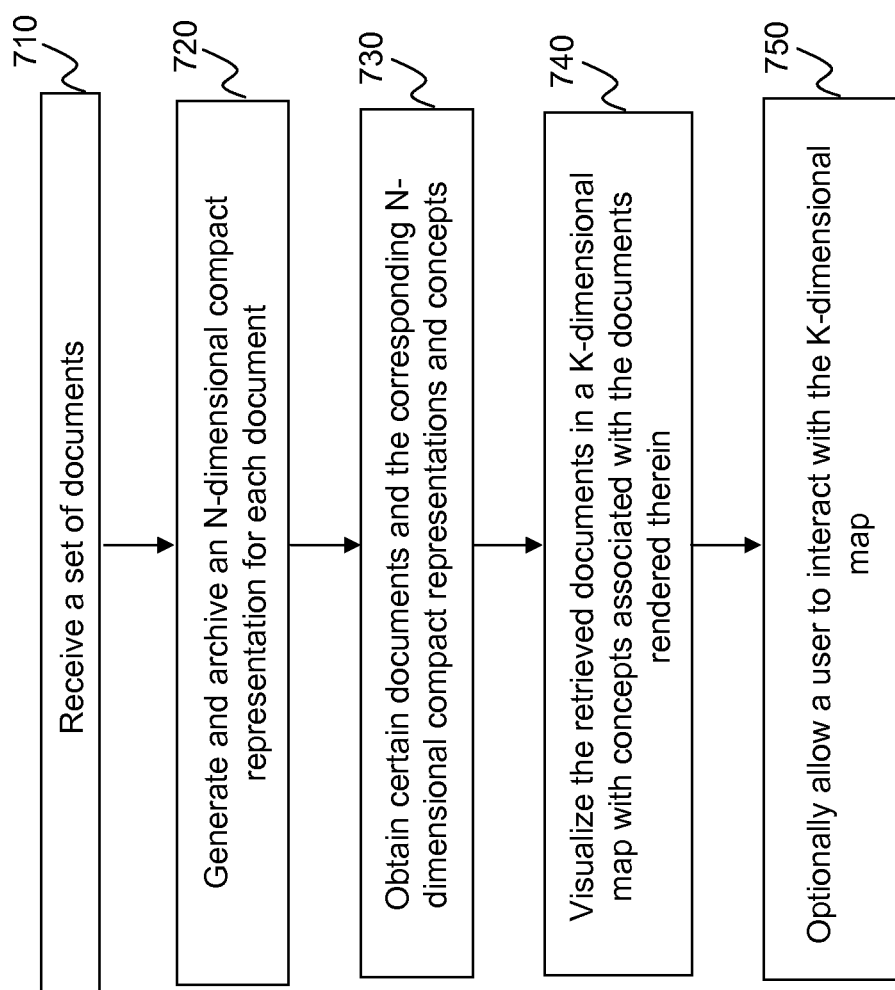 710
Receive a set of documents
720
Generate and archive an N-dimensional compact
representation for each document
730
Obtain certain documents and the corresponding N-
dimensional compact representations and concepts
740
Visualize the retrieved documents in a K-dimensional
map with concepts associated with the documents
rendered therein
750
Optionally allow a user to interact with the K-dimensional
map